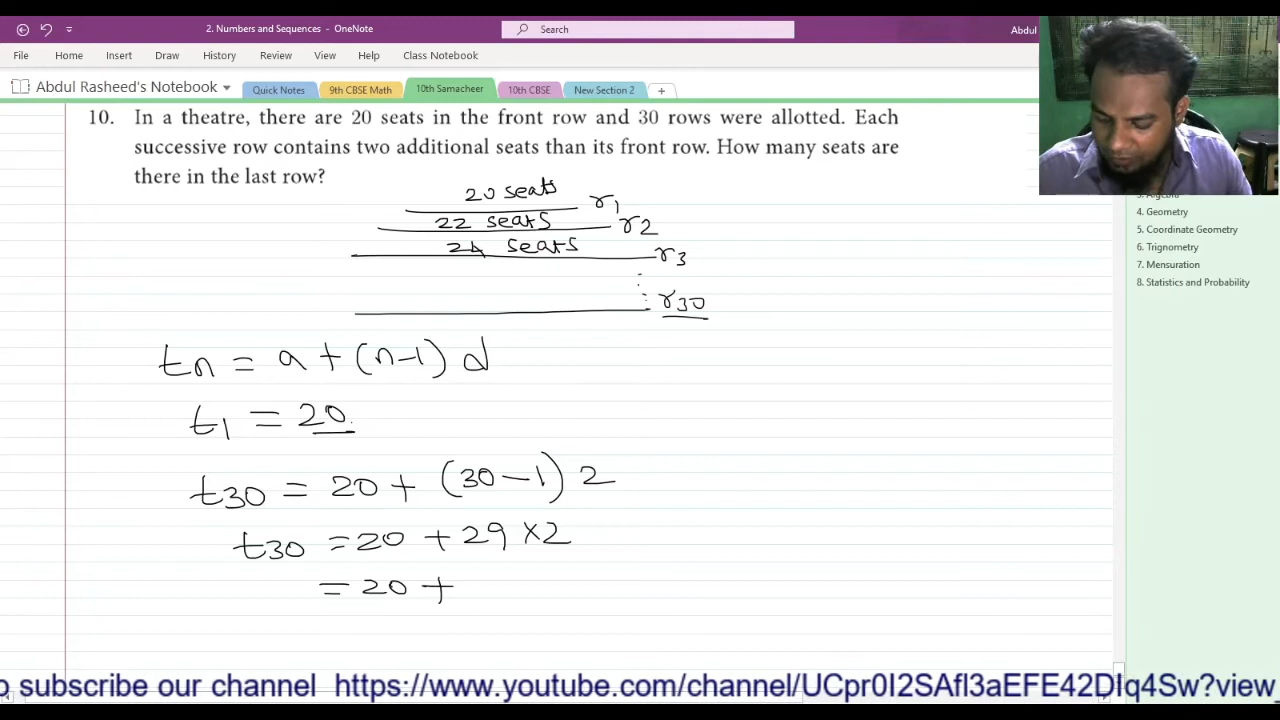 2. Numbers and Sequences - OneNote
Search
Abdul
File Home Insert Draw History Review View Help Class Notebook
Abdul Rasheed's Notebook Quick Notes 9th CBSE Math 10th Samacheer 10th CBSE New Section 2 +
10. In a theatre, there are 20 seats in the front row and 30 rows were allotted. Each
successive row contains two additional seats than its front row. How many seats are
there in the last row?
20 seats r1
22 seats r2
24 seats r3
r30
tn = a + (n-1) d
t1 = 20.
t30 = 20 + (30-1) 2
t30 = 20 + 29 × 2
= 20 +
4. Geometry
5. Coordinate Geometry
6. Trignometry
7. Mensuration
8. Statistics and Probability
o subscribe our channel https://www.youtube.com/channel/UCpr0I2SAfl3aEFE42DIq4Sw?view_